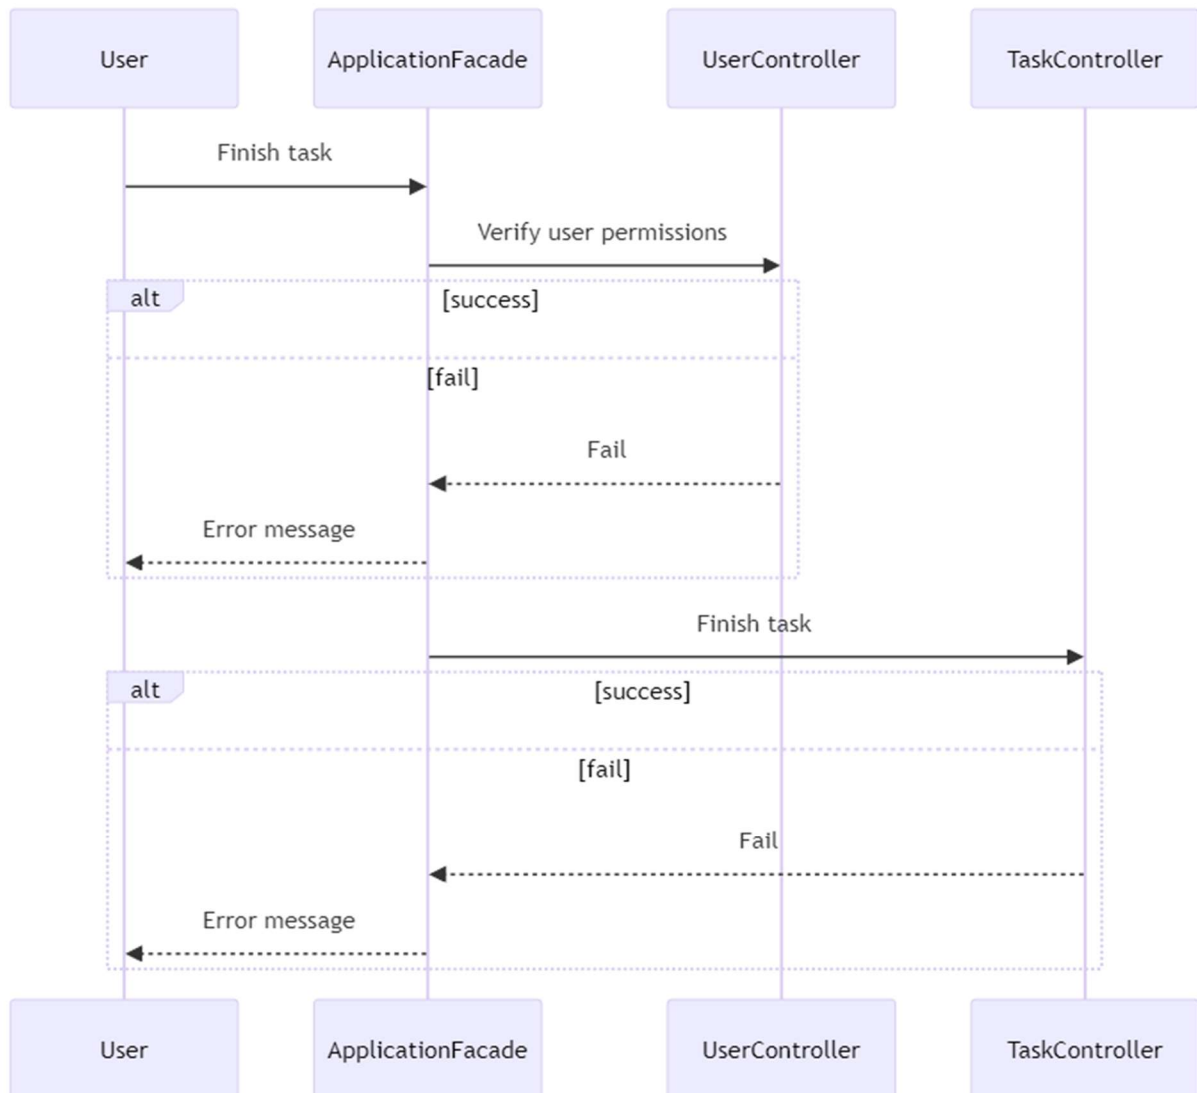 User
ApplicationFacade
UserController
TaskController
Finish task
Verify user permissions
alt
[success]
[fail]
Fail
Error message
Finish task
alt
[success]
[fail]
Fail
Error message
User
ApplicationFacade
UserController
TaskController